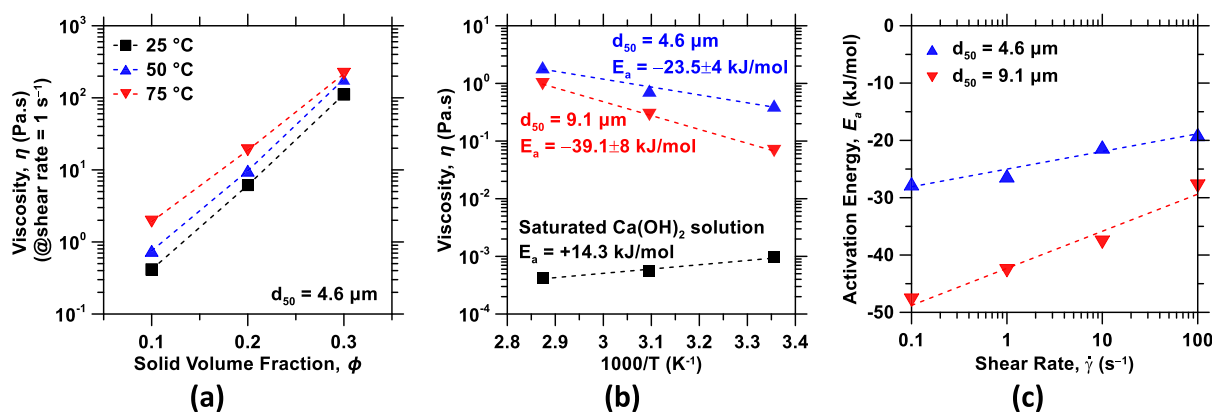 Viscosity, η (Pa.s)
(@shear rate = 1 s⁻¹)
10³
10²
10¹
10⁰
10⁻¹
25 °C
50 °C
75 °C
d₅₀ = 4.6 µm
0.1 0.2 0.3
Solid Volume Fraction, ϕ
(a)
Viscosity, η (Pa.s)
10¹
10⁰
10⁻¹
10⁻²
10⁻³
10⁻⁴
d₅₀ = 4.6 µm
Eₐ = −23.5±4 kJ/mol
d₅₀ = 9.1 µm
Eₐ = −39.1±8 kJ/mol
Saturated Ca(OH)₂ solution
Eₐ = +14.3 kJ/mol
2.8 2.9 3 3.1 3.2 3.3 3.4
1000/T (K⁻¹)
(b)
Activation Energy, Eₐ (kJ/mol)
0
-10
-20
-30
-40
-50
d₅₀ = 4.6 µm
d₅₀ = 9.1 µm
0.1 1 10 100
Shear Rate, γ̇ (s⁻¹)
(c)